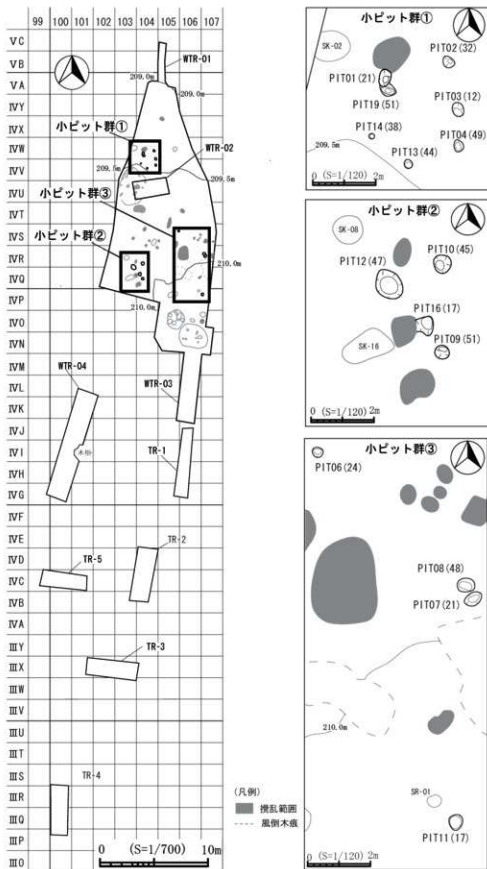 99 100 101 102 103 104 105 106 107
ⅤC
ⅤB
ⅤA
ⅣY
ⅣX
ⅣW
ⅣV
ⅣU
ⅣT
ⅣS
ⅣR
ⅣQ
ⅣP
ⅣO
ⅣN
ⅣM
ⅣL
ⅣK
ⅣJ
ⅣI
ⅣH
ⅣG
ⅣF
ⅣE
ⅣD
ⅣC
ⅣB
ⅣA
ⅢY
ⅢX
ⅢW
ⅢV
ⅢU
ⅢT
ⅢS
ⅢR
ⅢQ
ⅢP
ⅢO
WTR-01
209.0m
209.0m
小ピット群①
WTR-02
209.5m
209.5m
小ピット群③
小ピット群②
210.0m
210.0m
WTR-04
WTR-03
TR-1
TR-2
TR-5
TR-3
TR-4
0 (S=1/700) 10m
小ピット群①
SK-02
PIT02(32)
PIT01(21)
PIT19(51)
PIT03(12)
PIT14(38)
PIT04(49)
PIT13(44)
209.5m
0 (S=1/120) 2m
小ピット群②
SK-08
PIT10(45)
PIT12(47)
PIT16(17)
PIT09(51)
SK-16
0 (S=1/120) 2m
小ピット群③
PIT06(24)
PIT08(48)
PIT07(21)
210.0m
SR-01
PIT11(17)
0 (S=1/120) 2m
(凡例)
撹乱範囲
風倒木痕